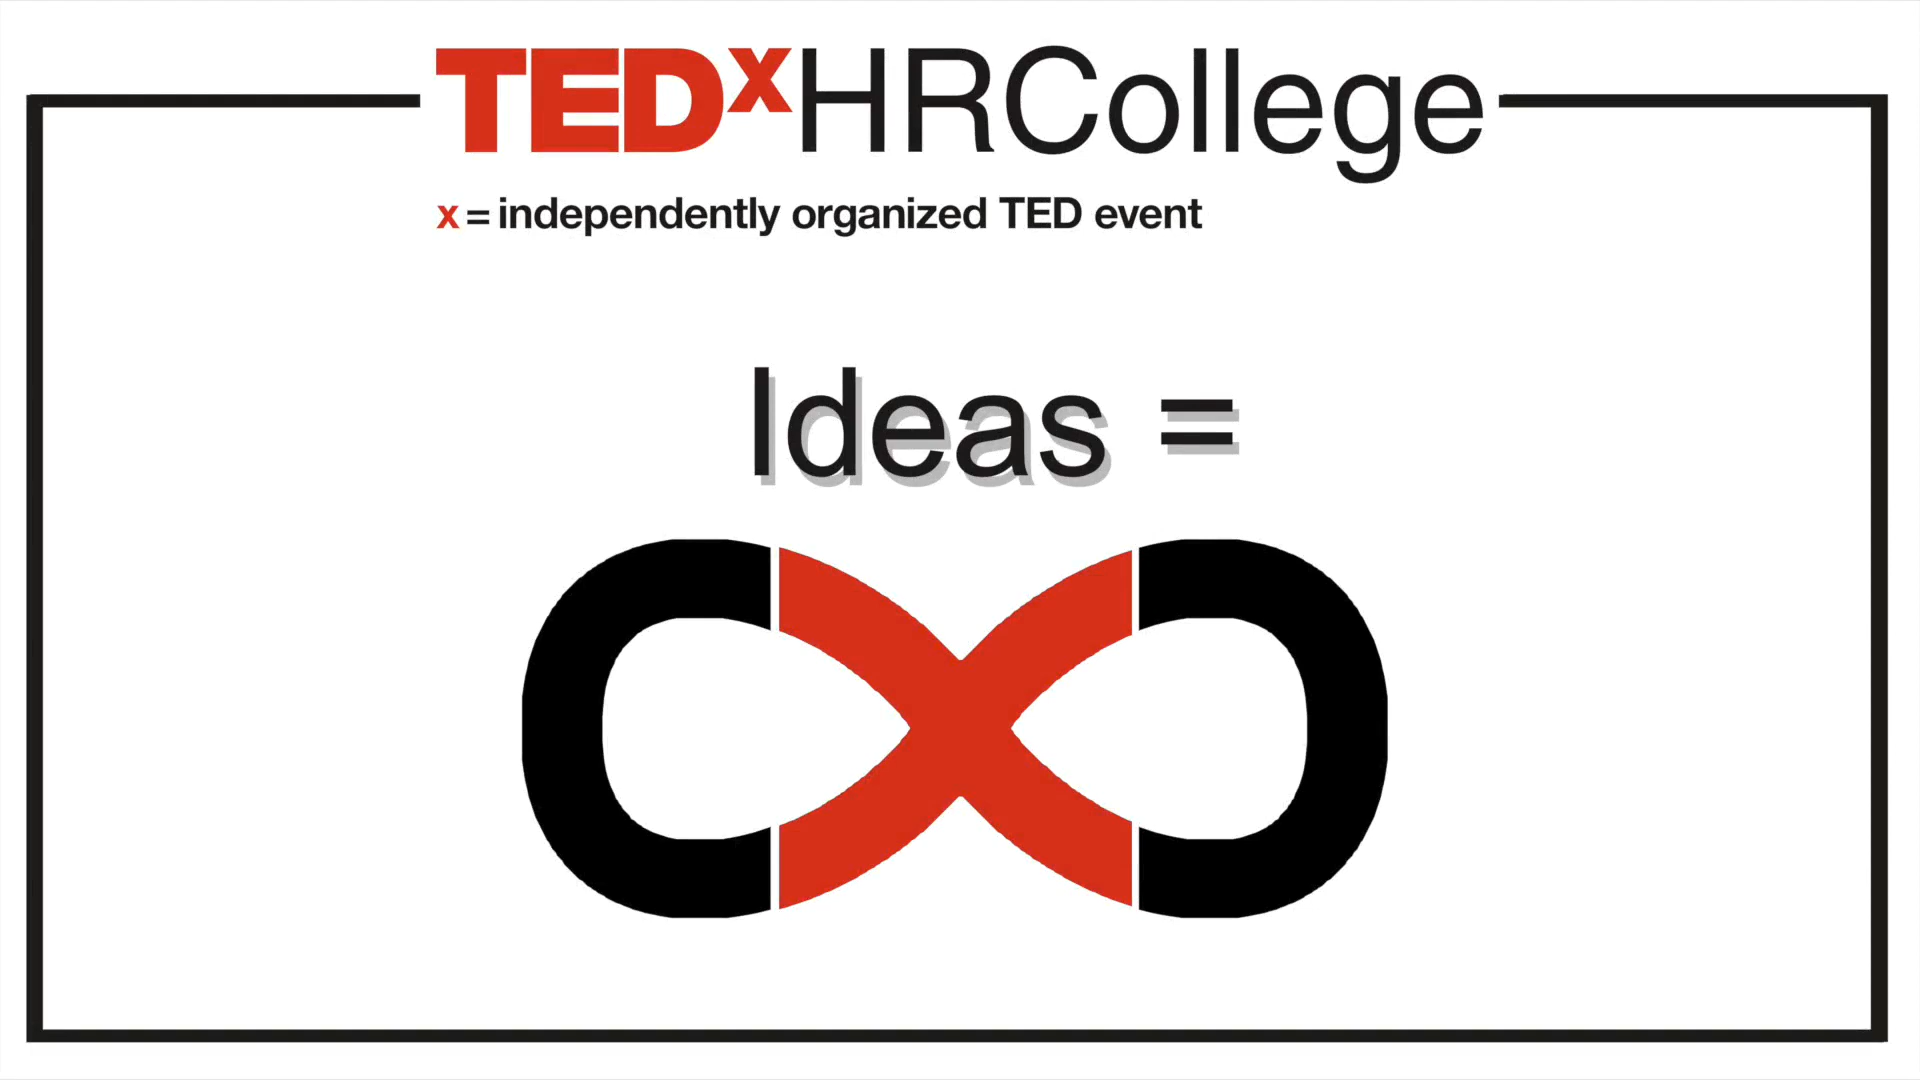 TEDxHRCollege
x = independently organized TED event
Ideas =